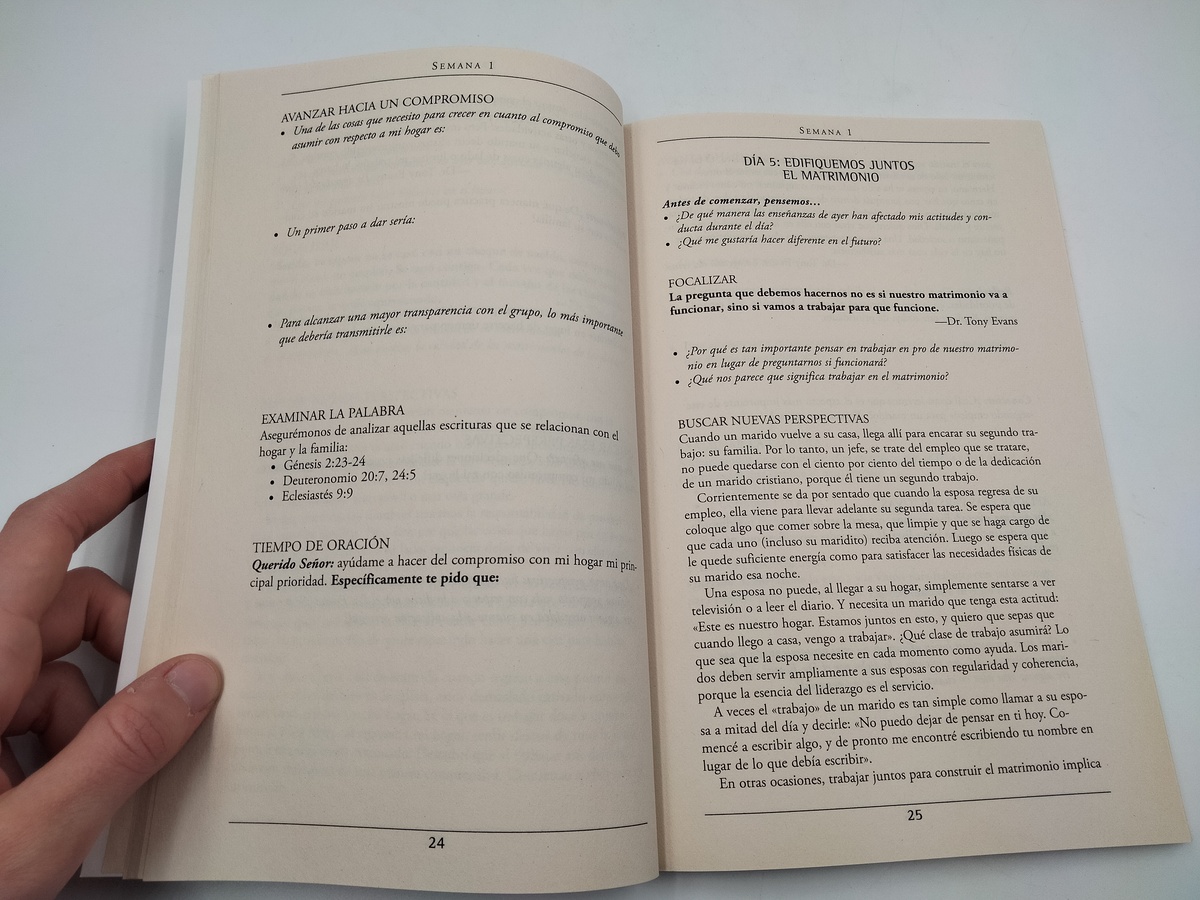 SEMANA 1
AVANZAR HACIA UN COMPROMISO
• Una de las cosas que necesito para crecer en cuanto al compromiso que debo
asumir con respecto a mi hogar es:
• Un primer paso a dar sería:
• Para alcanzar una mayor transparencia con el grupo, lo más importante
que debería transmitirle es:
EXAMINAR LA PALABRA
Asegurémonos de analizar aquellas escrituras que se relacionan con el
hogar y la familia:
• Génesis 2:23-24
• Deuteronomio 20:7, 24:5
• Eclesiastés 9:9
TIEMPO DE ORACIÓN
Querido Señor: ayúdame a hacer del compromiso con mi hogar mi prin-
cipal prioridad. Específicamente te pido que:
24
SEMANA 1
DÍA 5: EDIFIQUEMOS JUNTOS
EL MATRIMONIO
Antes de comenzar, pensemos...
• ¿De qué manera las enseñanzas de ayer han afectado mis actitudes y con-
ducta durante el día?
• ¿Qué me gustaría hacer diferente en el futuro?
FOCALIZAR
La pregunta que debemos hacernos no es si nuestro matrimonio va a
funcionar, sino si vamos a trabajar para que funcione.
—Dr. Tony Evans
• ¿Por qué es tan importante pensar en trabajar en pro de nuestro matrimo-
nio en lugar de preguntarnos si funcionará?
• ¿Qué nos parece que significa trabajar en el matrimonio?
BUSCAR NUEVAS PERSPECTIVAS
Cuando un marido vuelve a su casa, llega allí para encarar su segundo tra-
bajo: su familia. Por lo tanto, un jefe, se trate del empleo que se tratare,
no puede quedarse con el ciento por ciento del tiempo o de la dedicación
de un marido cristiano, porque él tiene un segundo trabajo.
Corrientemente se da por sentado que cuando la esposa regresa de su
empleo, ella viene para llevar adelante su segunda tarea. Se espera que
coloque algo que comer sobre la mesa, que limpie y que se haga cargo de
que cada uno (incluso su maridito) reciba atención. Luego se espera que
le quede suficiente energía como para satisfacer las necesidades físicas de
su marido esa noche.
Una esposa no puede, al llegar a su hogar, simplemente sentarse a ver
televisión o a leer el diario. Y necesita un marido que tenga esta actitud:
«Este es nuestro hogar. Estamos juntos en esto, y quiero que sepas que
cuando llego a casa, vengo a trabajar». ¿Qué clase de trabajo asumirá? Lo
que sea que la esposa necesite en cada momento como ayuda. Los mari-
dos deben servir ampliamente a sus esposas con regularidad y coherencia,
porque la esencia del liderazgo es el servicio.
A veces el «trabajo» de un marido es tan simple como llamar a su espo-
sa a mitad del día y decirle: «No puedo dejar de pensar en ti hoy. Co-
mencé a escribir algo, y de pronto me encontré escribiendo tu nombre en
lugar de lo que debía escribir».
En otras ocasiones, trabajar juntos para construir el matrimonio implica
25